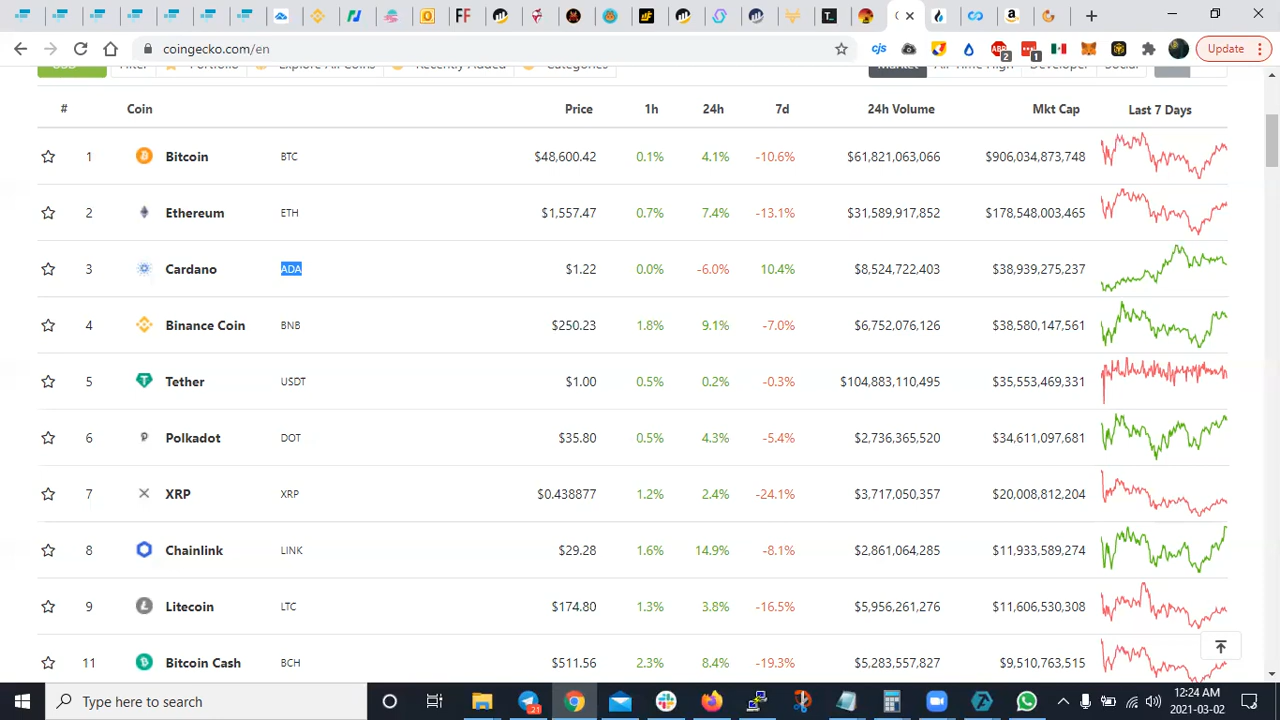 Update
coingecko.com/en
USD Filter Portfolio Explore All Coins Recently Added Categories Market All Time High Developer Social
# Coin Price 1h 24h 7d 24h Volume Mkt Cap Last 7 Days
1 Bitcoin BTC $48,600.42 0.1% 4.1% -10.6% $61,821,063,066 $906,034,873,748
2 Ethereum ETH $1,557.47 0.7% 7.4% -13.1% $31,589,917,852 $178,548,003,465
3 Cardano ADA $1.22 0.0% -6.0% 10.4% $8,524,722,403 $38,939,275,237
4 Binance Coin BNB $250.23 1.8% 9.1% -7.0% $6,752,076,126 $38,580,147,561
5 Tether USDT $1.00 0.5% 0.2% -0.3% $104,883,110,495 $35,553,469,331
6 Polkadot DOT $35.80 0.5% 4.3% -5.4% $2,736,365,520 $34,611,097,681
7 XRP XRP $0.438877 1.2% 2.4% -24.1% $3,717,050,357 $20,008,812,204
8 Chainlink LINK $29.28 1.6% 14.9% -8.1% $2,861,064,285 $11,933,589,274
9 Litecoin LTC $174.80 1.3% 3.8% -16.5% $5,956,261,276 $11,606,530,308
11 Bitcoin Cash BCH $511.56 2.3% 8.4% -19.3% $5,283,557,827 $9,510,763,515
Type here to search
12:24 AM
2021-03-02